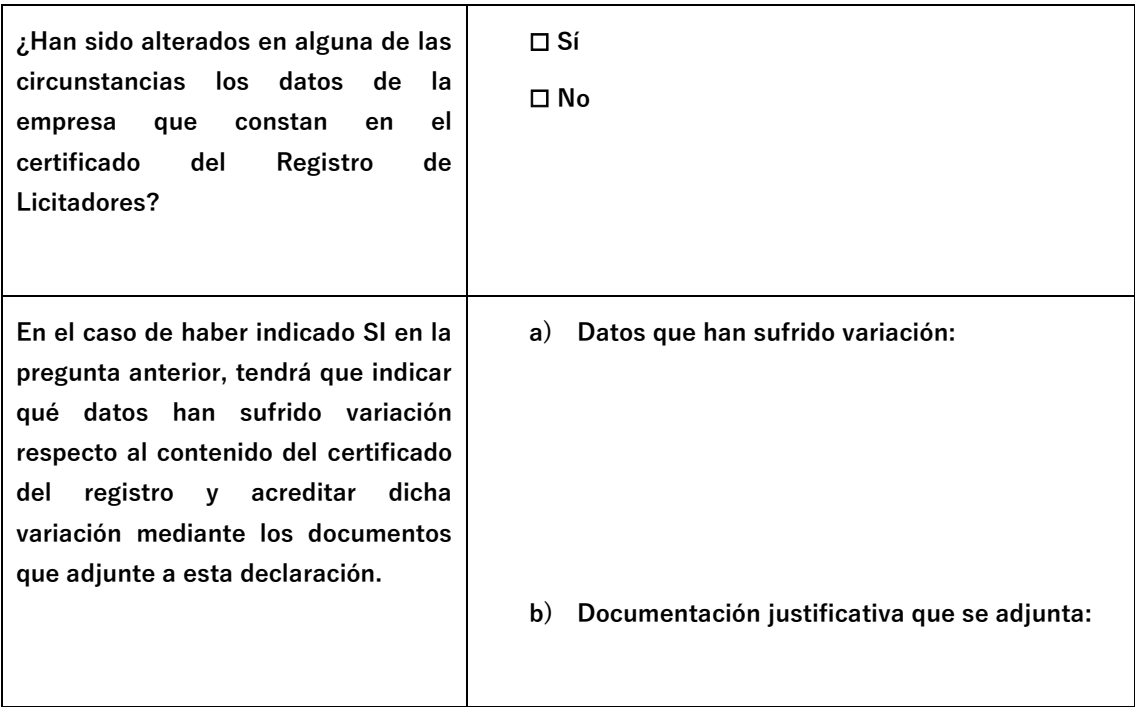 ¿Han sido alterados en alguna de las
circunstancias los datos de la
empresa que constan en el
certificado del Registro de
Licitadores?
☐ Sí
☐ No
En el caso de haber indicado SI en la
pregunta anterior, tendrá que indicar
qué datos han sufrido variación
respecto al contenido del certificado
del registro y acreditar dicha
variación mediante los documentos
que adjunte a esta declaración.
a) Datos que han sufrido variación:
b) Documentación justificativa que se adjunta: